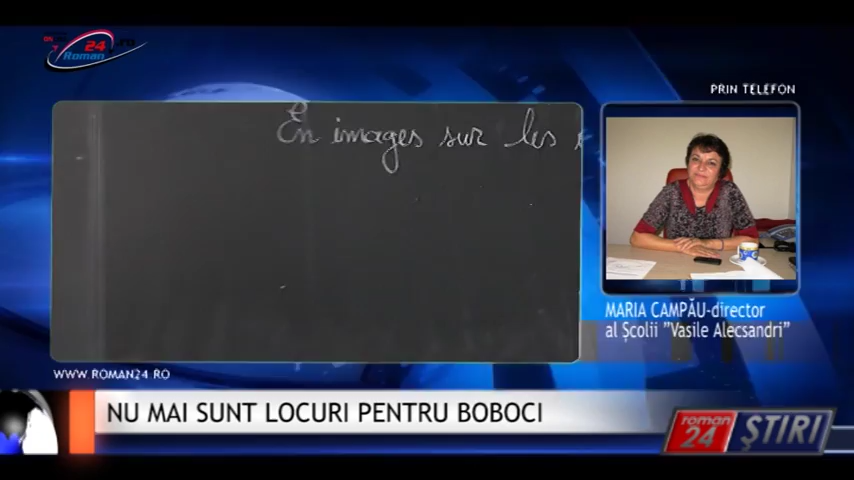 24.ro
Roman
PRIN TELEFON
En images sur les
MARIA CAMPĂU-director
al Școlii "Vasile Alecsandri"
WWW.ROMAN24.RO
NU MAI SUNT LOCURI PENTRU BOBOCI
roman
24
ȘTIRI